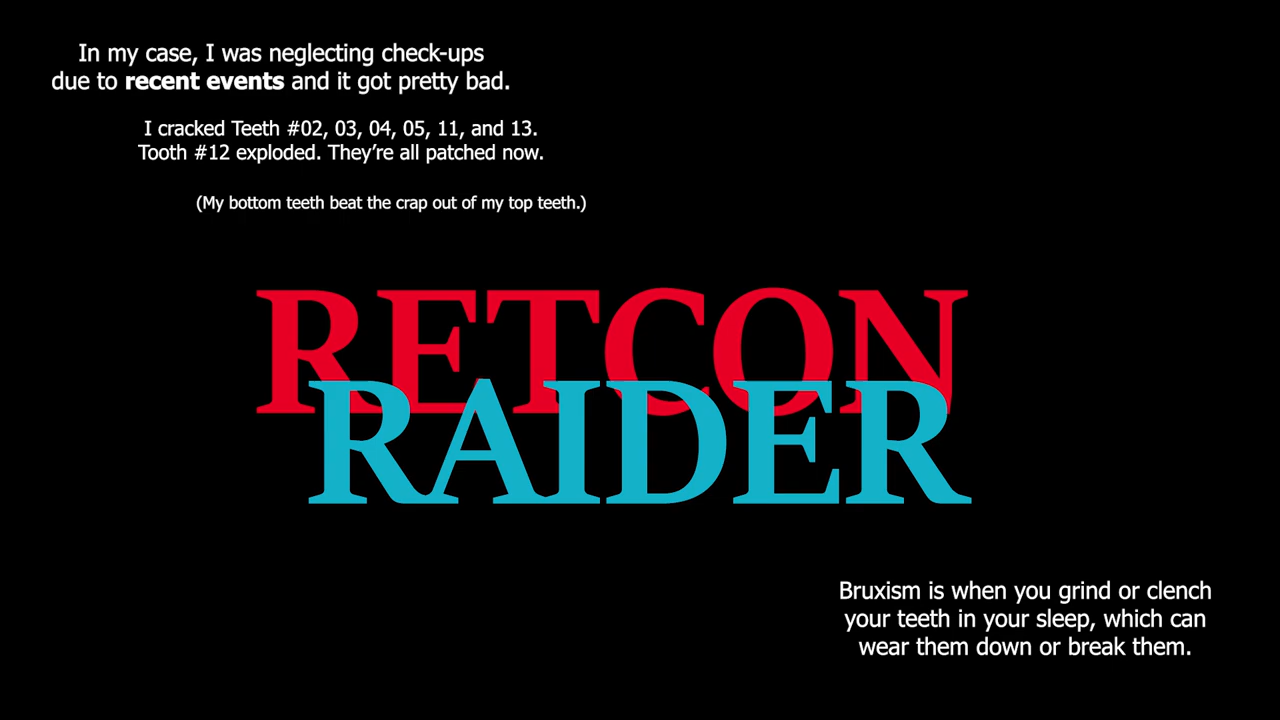 In my case, I was neglecting check-ups
due to recent events and it got pretty bad.
I cracked Teeth #02, 03, 04, 05, 11, and 13.
Tooth #12 exploded. They're all patched now.
(My bottom teeth beat the crap out of my top teeth.)
RETCON
RAIDER
Bruxism is when you grind or clench
your teeth in your sleep, which can
wear them down or break them.